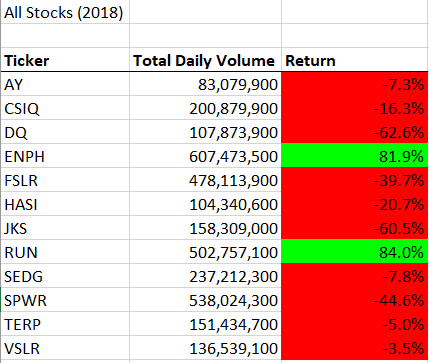 All Stocks (2018)
Ticker Total Daily Volume Return
AY 83,079,900 -7.3%
CSIQ 200,879,900 -16.3%
DQ 107,873,900 -62.6%
ENPH 607,473,500 81.9%
FSLR 478,113,900 -39.7%
HASI 104,340,600 -20.7%
JKS 158,309,000 -60.5%
RUN 502,757,100 84.0%
SEDG 237,212,300 -7.8%
SPWR 538,024,300 -44.6%
TERP 151,434,700 -5.0%
VSLR 136,539,100 -3.5%